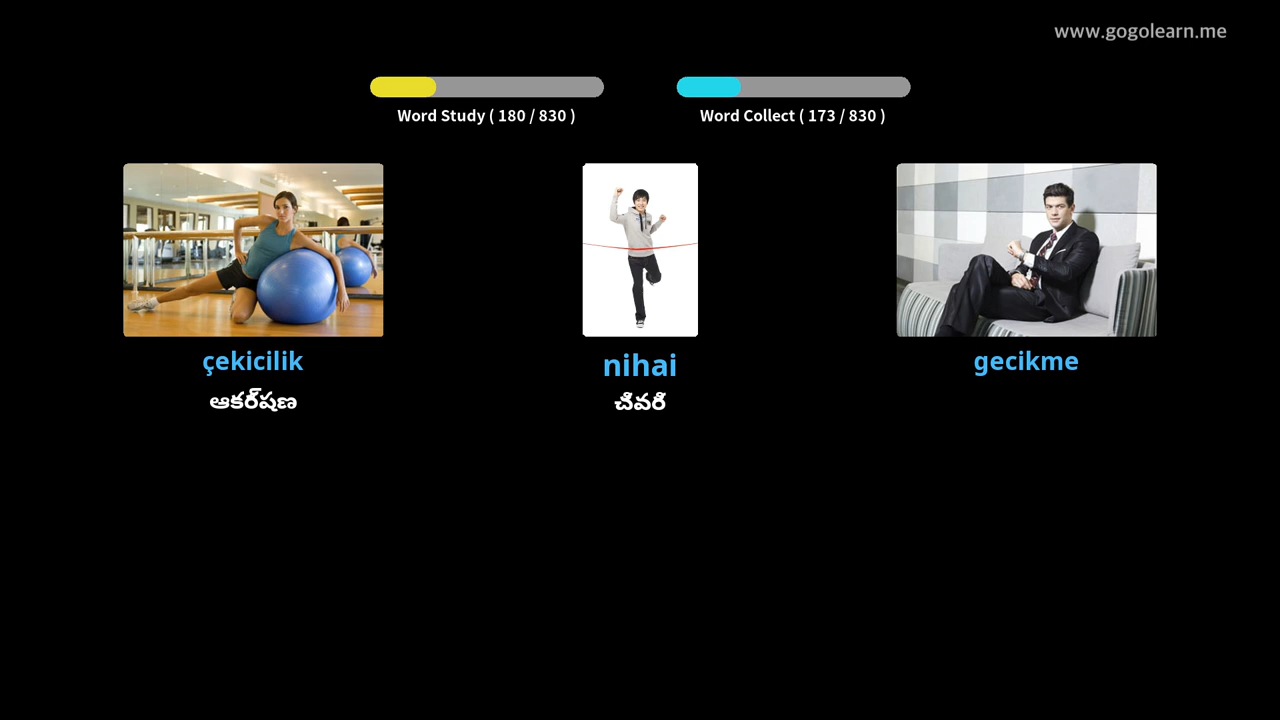 www.gogolearn.me
Word Study ( 180 / 830 )
Word Collect ( 173 / 830 )
çekicilik
nihai
gecikme
ఆకర్షణ
చివరి